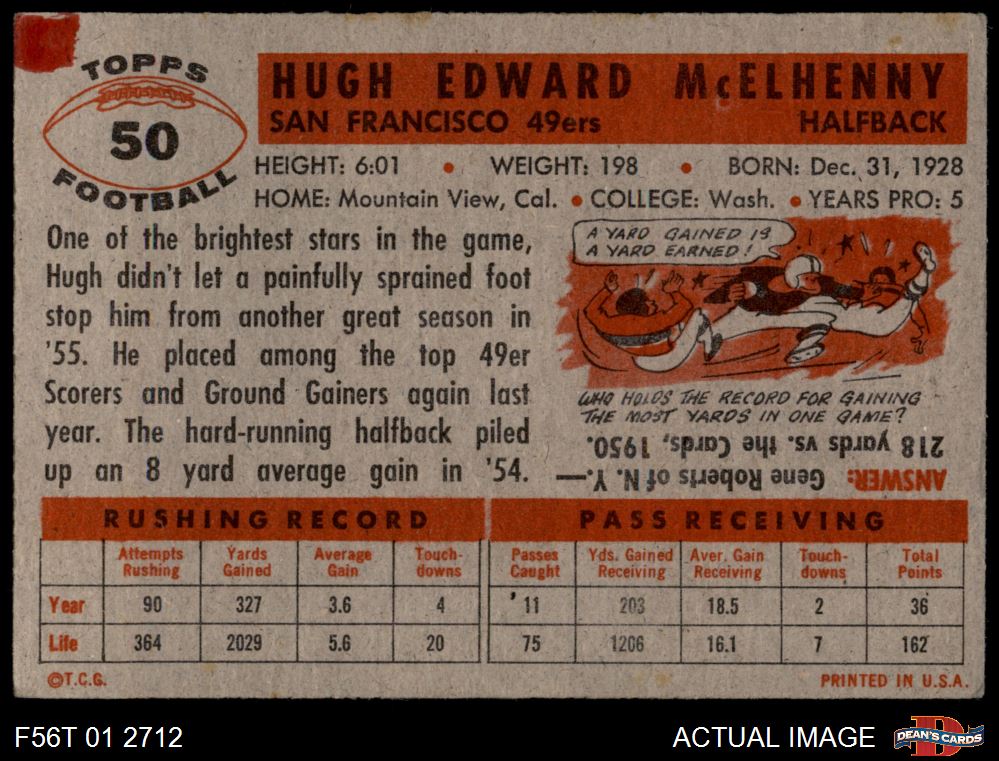 TOPPS
50
FOOTBALL
HUGH EDWARD McELHENNY
SAN FRANCISCO 49ers HALFBACK
HEIGHT: 6:01 • WEIGHT: 198 • BORN: Dec. 31, 1928
HOME: Mountain View, Cal. • COLLEGE: Wash. • YEARS PRO: 5
One of the brightest stars in the game,
Hugh didn't let a painfully sprained foot
stop him from another great season in
'55. He placed among the top 49er
Scorers and Ground Gainers again last
year. The hard-running halfback piled
up an 8 yard average gain in '54.
A YARD GAINED IS
A YARD EARNED!
WHO HOLDS THE RECORD FOR GAINING
THE MOST YARDS IN ONE GAME?
ANSWER: Gene Roberts of N. Y.—
218 yards vs. the Cards, 1950.
RUSHING RECORD PASS RECEIVING
Attempts Rushing Yards Gained Average Gain Touch-downs Passes Caught Yds. Gained Receiving Aver. Gain Receiving Touch-downs Total Points
Year 90 327 3.6 4 11 203 18.5 2 36
Life 364 2029 5.6 20 75 1206 16.1 7 162
©T.C.G. PRINTED IN U.S.A.
F56T 01 2712 ACTUAL IMAGE DEAN'S CARDS